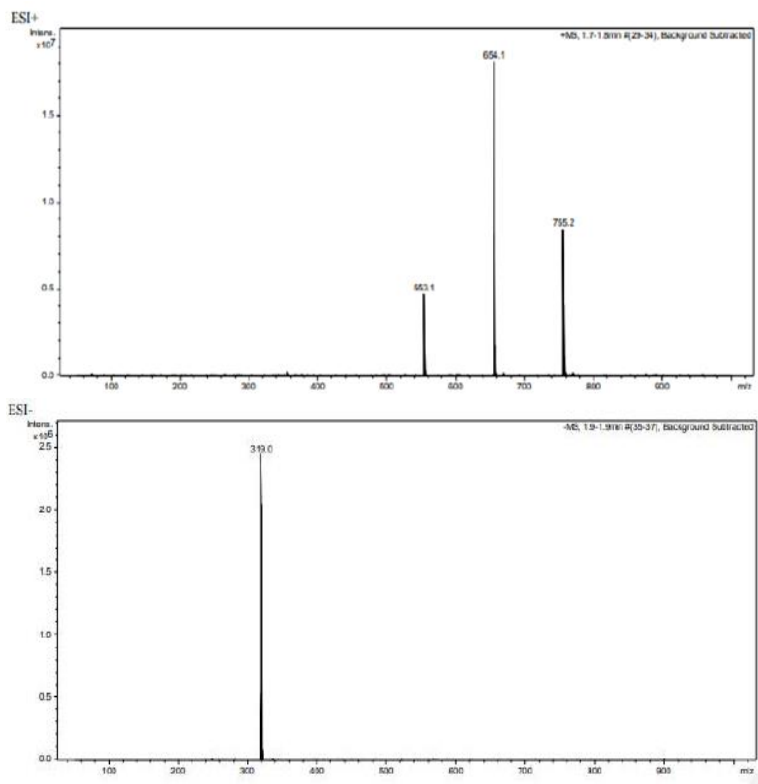 ESI+
Intens.
x107
+MS, 1.7-1.8min #(29-34), Background Subtracted
654.1
1.5
1.0
755.2
0.5
553.1
0.0
100 200 300 400 500 600 700 800 900 m/z
ESI-
Intens.
x106
-MS, 1.9-1.9min #(35-37), Background Subtracted
2.5
319.0
2.0
1.5
1.0
0.5
0.0
100 200 300 400 500 600 700 800 900 m/z